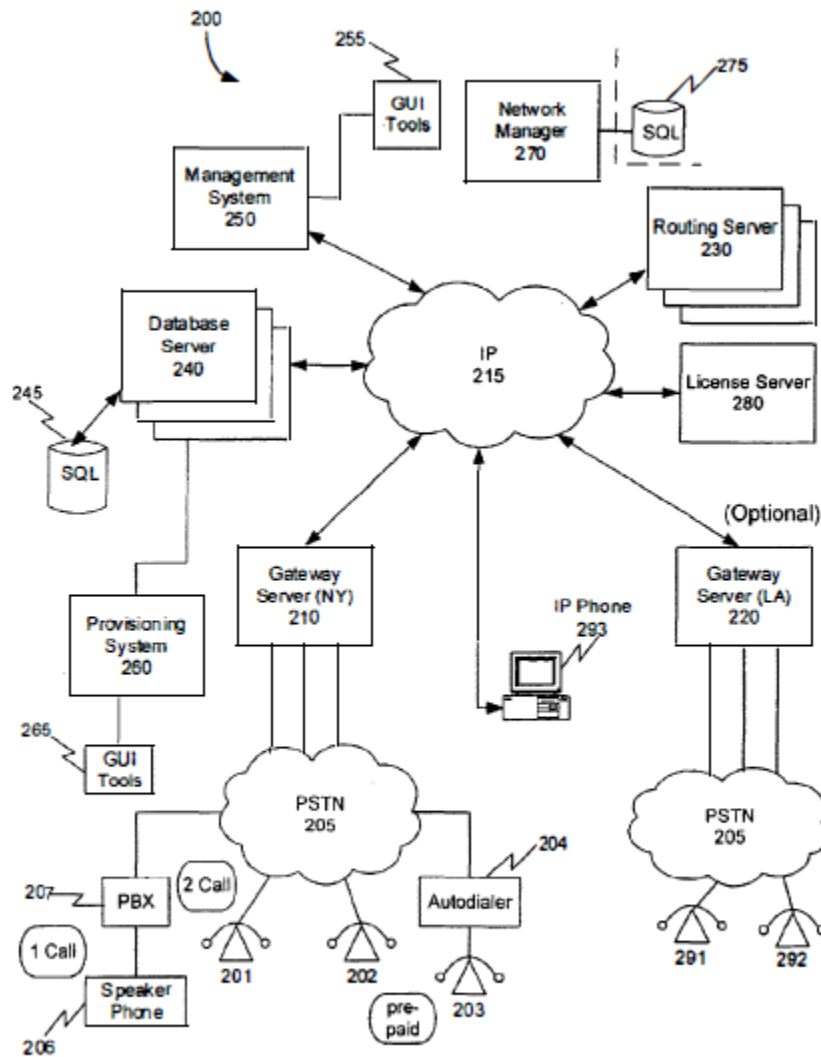 200
255
GUI
Tools
Network
Manager
270
275
SQL
Management
System
250
Routing Server
230
Database
Server
240
IP
215
License Server
280
245
SQL
(Optional)
Gateway
Server (NY)
210
Gateway
Server (LA)
220
IP Phone
293
Provisioning
System
260
265
GUI
Tools
PSTN
205
PSTN
205
204
207
PBX
2 Call
Autodialer
1 Call
201
202
291
292
Speaker
Phone
203
pre-
paid
206